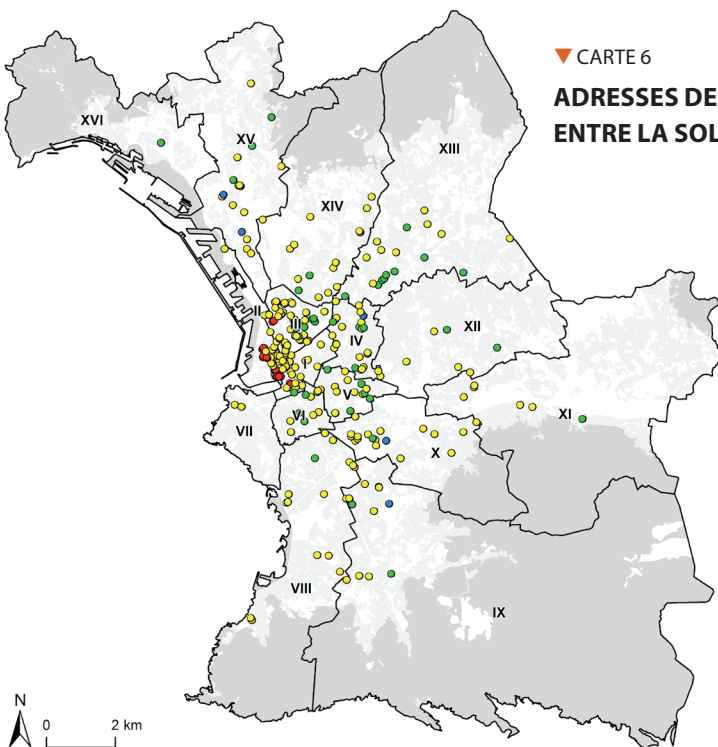 ▼ CARTE 6
ADRESSES DE
ENTRE LA SOL
XVI
XV
XIII
XIV
II
III
XII
IV
I
V
XI
VI
VII
X
VIII
IX
N
0 2 km